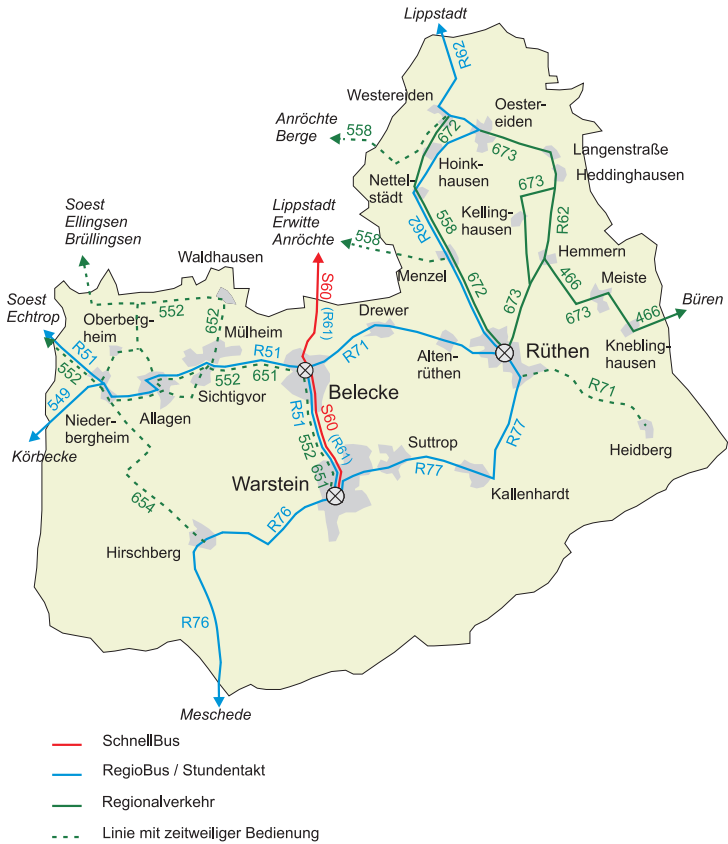 Lippstadt
R62
Westereiden
Oester-
eiden
Anröchte
Berge
558
672
673
Hoink-
hausen
Langenstraße
Heddinghausen
Nettel-
städt
673
Kelling-
hausen
R62
Soest
Ellingsen
Brüllingsen
Lippstadt
Erwitte
Anröchte
558
R62
558
Menzel
Hemmern
466
Meiste
Waldhausen
672
673
673
466
Büren
Kneblinghausen
Soest
Echtrop
552
S60 (R61)
Drewer
Oberberg-
heim
652
Mülheim
R51
R71
Alten-
rüthen
Rüthen
R51
552
552
651
Sichtigvor
Belecke
R71
549
Nieder-
bergheim
Allagen
R51
S60 (R61)
R77
Heidberg
Körbecke
552
Suttrop
R77
651
Warstein
Kallenhardt
654
R76
Hirschberg
R76
Meschede
SchnellBus
RegioBus / Stundentakt
Regionalverkehr
Linie mit zeitweiliger Bedienung